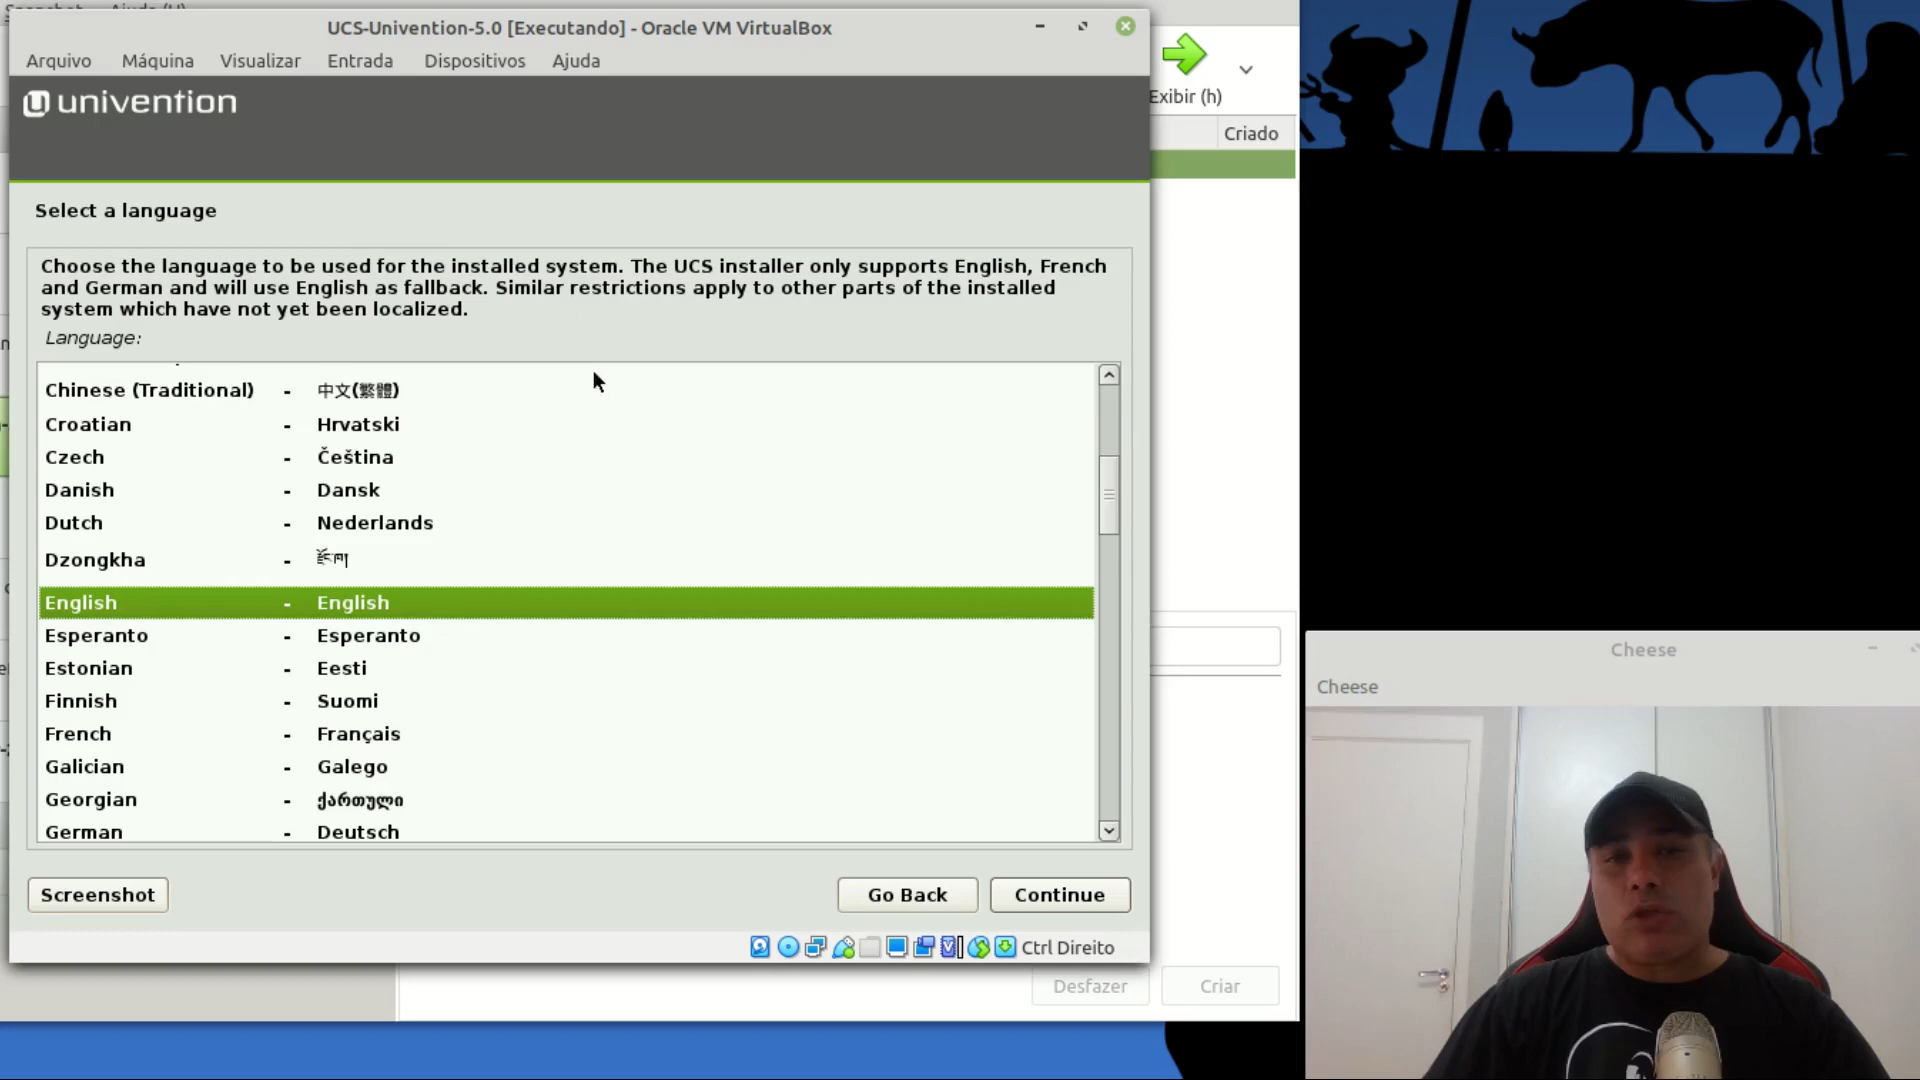 UCS-Univention-5.0 [Executando] - Oracle VM VirtualBox
Arquivo Máquina Visualizar Entrada Dispositivos Ajuda
univention
Exibir (h)
Criado
Select a language
Choose the language to be used for the installed system. The UCS installer only supports English, French
and German and will use English as fallback. Similar restrictions apply to other parts of the installed
system which have not yet been localized.
Language:
Chinese (Traditional) - 中文(繁體)
Croatian - Hrvatski
Czech - Čeština
Danish - Dansk
Dutch - Nederlands
Dzongkha - རྫོང་ཁ།
English - English
Esperanto - Esperanto
Estonian - Eesti
Finnish - Suomi
French - Français
Galician - Galego
Georgian - ქართული
German - Deutsch
Screenshot
Go Back
Continue
Ctrl Direito
Desfazer
Criar
Cheese
Cheese